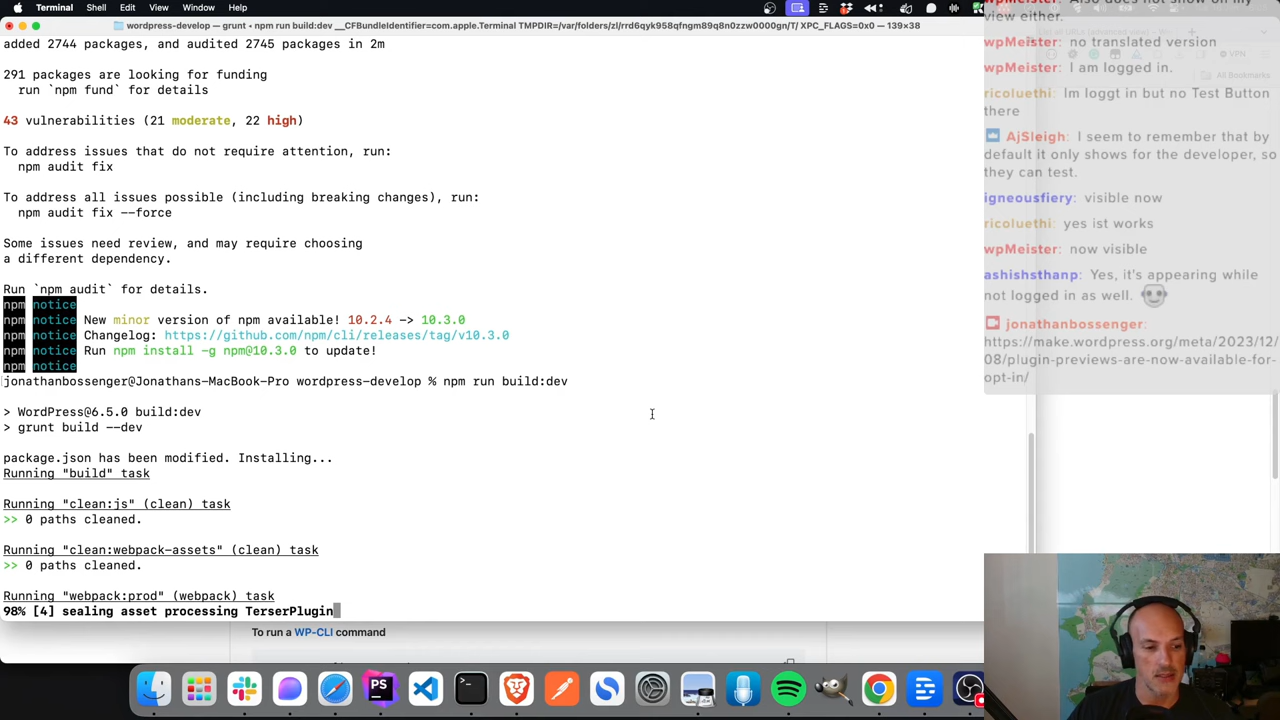 Terminal Shell Edit View Window Help
wordpress-develop — grunt • npm run build:dev __CFBundleIdentifier=com.apple.Terminal TMPDIR=/var/folders/zl/rrd6qyk958qfngm89q8n0zzw0000gn/T/ XPC_FLAGS=0x0 — 139×38
added 2744 packages, and audited 2745 packages in 2m
291 packages are looking for funding
run `npm fund` for details
43 vulnerabilities (21 moderate, 22 high)
To address issues that do not require attention, run:
npm audit fix
To address all issues possible (including breaking changes), run:
npm audit fix --force
Some issues need review, and may require choosing
a different dependency.
Run `npm audit` for details.
npm notice
npm notice New minor version of npm available! 10.2.4 -> 10.3.0
npm notice Changelog: https://github.com/npm/cli/releases/tag/v10.3.0
npm notice Run npm install -g npm@10.3.0 to update!
npm notice
jonathanbossenger@Jonathans-MacBook-Pro wordpress-develop % npm run build:dev
> WordPress@6.5.0 build:dev
> grunt build --dev
package.json has been modified. Installing...
Running "build" task
Running "clean:js" (clean) task
>> 0 paths cleaned.
Running "clean:webpack-assets" (clean) task
>> 0 paths cleaned.
Running "webpack:prod" (webpack) task
98% [4] sealing asset processing TerserPlugin
To run a WP-CLI command
Also does not show on my
view either.
wpMeister: no translated version
wpMeister: I am logged in.
ricoluethi: Im loggt in but no Test Button
there
AjSleigh: I seem to remember that by
default it only shows for the developer, so
they can test.
igneousfiery: visible now
ricoluethi: yes ist works
wpMeister: now visible
ashishsthanp: Yes, it's appearing while
not logged in as well.
jonathanbossenger:
https://make.wordpress.org/meta/2023/12/
08/plugin-previews-are-now-available-for-
opt-in/
VPN
All Bookmarks
PS